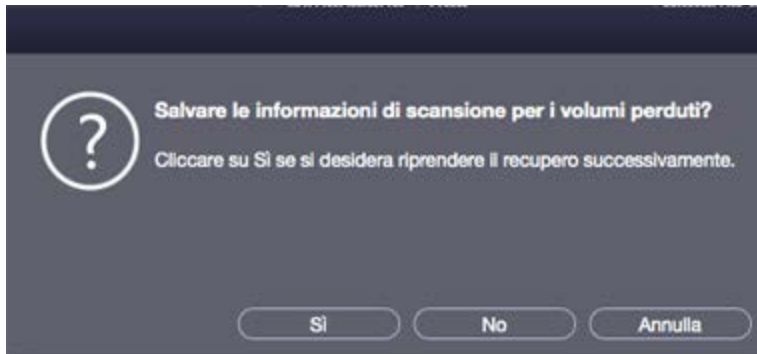 Salvare le informazioni di scansione per i volumi perduti?
Cliccare su Sì se si desidera riprendere il recupero successivamente.
Sì No Annulla